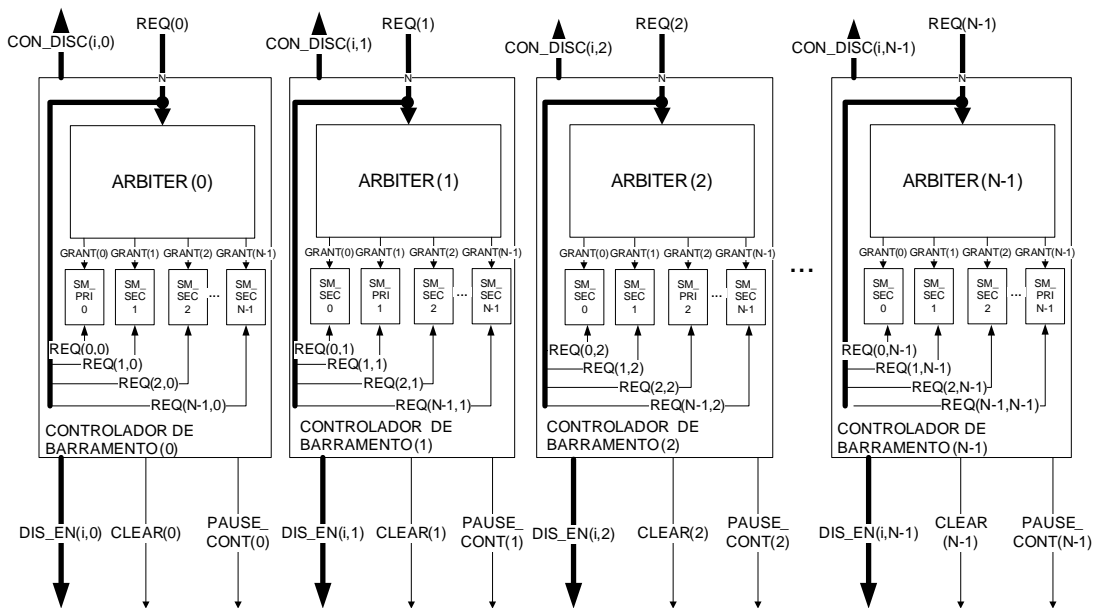 REQ(0)
CON_DISC(i,0)
N
ARBITER(0)
GRANT(0) GRANT(1) GRANT(2) GRANT(N-1)
SM_ PRI 0
SM_ SEC 1
SM_ SEC 2
...
SM_ SEC N-1
REQ(0,0)
REQ(1,0)
REQ(2,0)
REQ(N-1,0)
CONTROLADOR DE
BARRAMENTO(0)
DIS_EN(i,0)
CLEAR(0)
PAUSE_
CONT(0)
REQ(1)
CON_DISC(i,1)
N
ARBITER(1)
GRANT(0) GRANT(1) GRANT(2) GRANT(N-1)
SM_ SEC 0
SM_ PRI 1
SM_ SEC 2
...
SM_ SEC N-1
REQ(0,1)
REQ(1,1)
REQ(2,1)
REQ(N-1,1)
CONTROLADOR DE
BARRAMENTO(1)
DIS_EN(i,1)
CLEAR(1)
PAUSE_
CONT(1)
REQ(2)
CON_DISC(i,2)
N
ARBITER(2)
GRANT(0) GRANT(1) GRANT(2) GRANT(N-1)
SM_ SEC 0
SM_ SEC 1
SM_ PRI 2
...
SM_ SEC N-1
REQ(0,2)
REQ(1,2)
REQ(2,2)
REQ(N-1,2)
CONTROLADOR DE
BARRAMENTO(2)
DIS_EN(i,2)
CLEAR(2)
PAUSE_
CONT(2)
...
REQ(N-1)
CON_DISC(i,N-1)
N
ARBITER(N-1)
GRANT(0) GRANT(1) GRANT(2) GRANT(N-1)
SM_ SEC 0
SM_ SEC 1
SM_ SEC 2
...
SM_ PRI N-1
REQ(0,N-1)
REQ(1,N-1)
REQ(2,N-1)
REQ(N-1,N-1)
CONTROLADOR DE
BARRAMENTO(N-1)
DIS_EN(i,N-1)
CLEAR
(N-1)
PAUSE_
CONT(N-1)